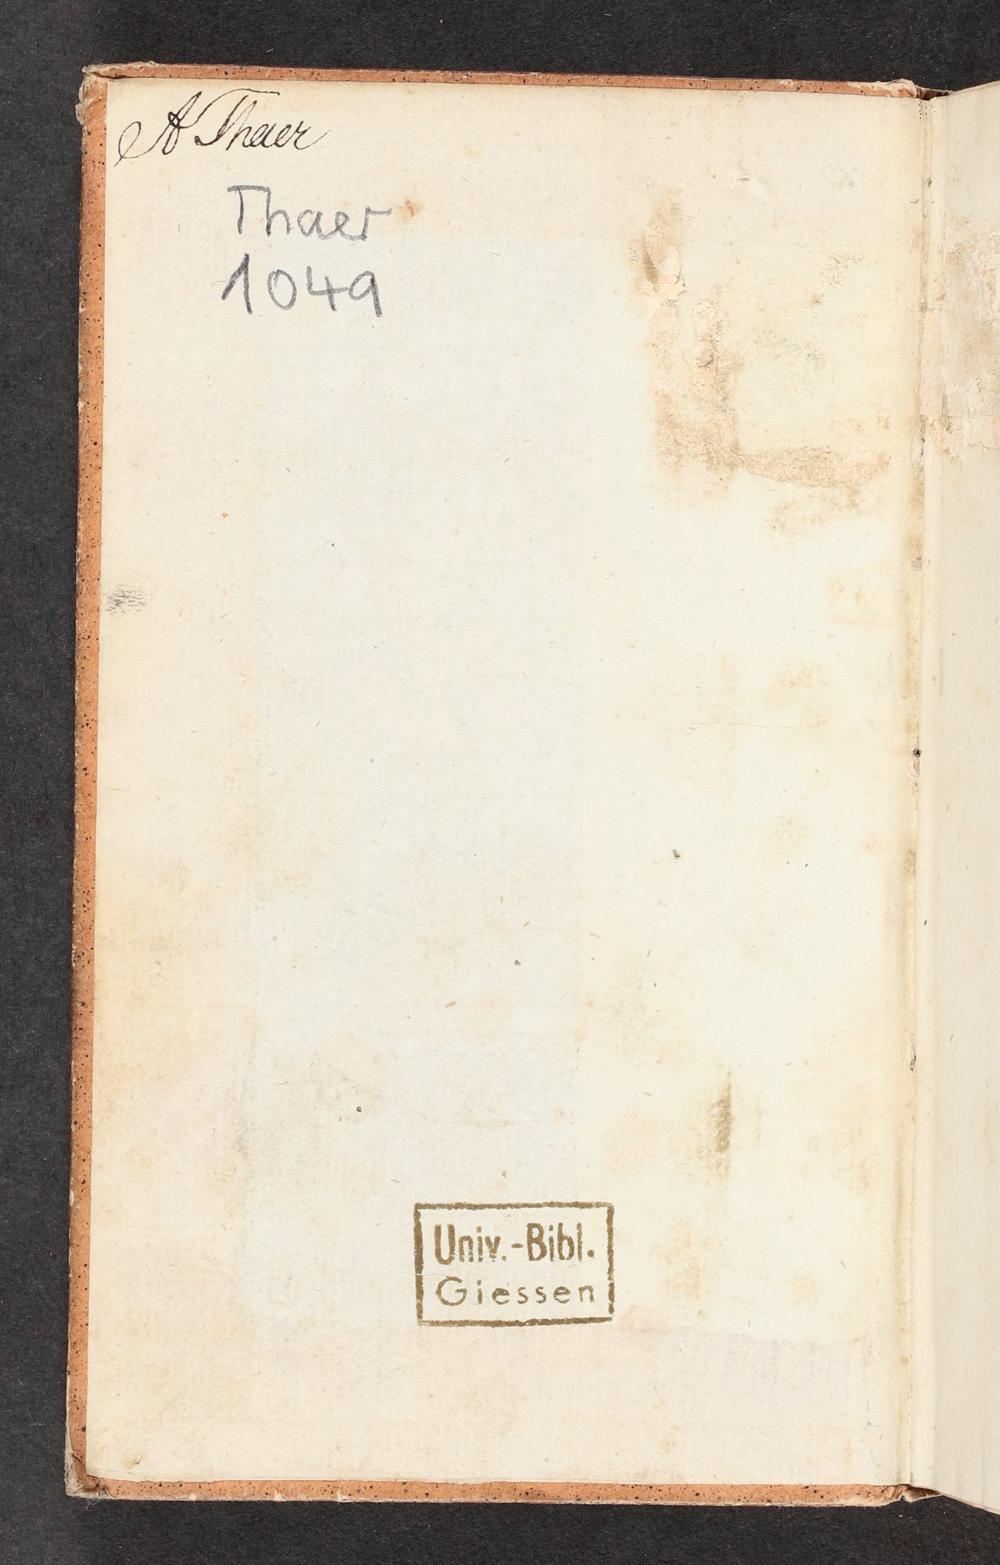 A Thaer
Thaer
1049
Univ.-Bibl.
Giessen